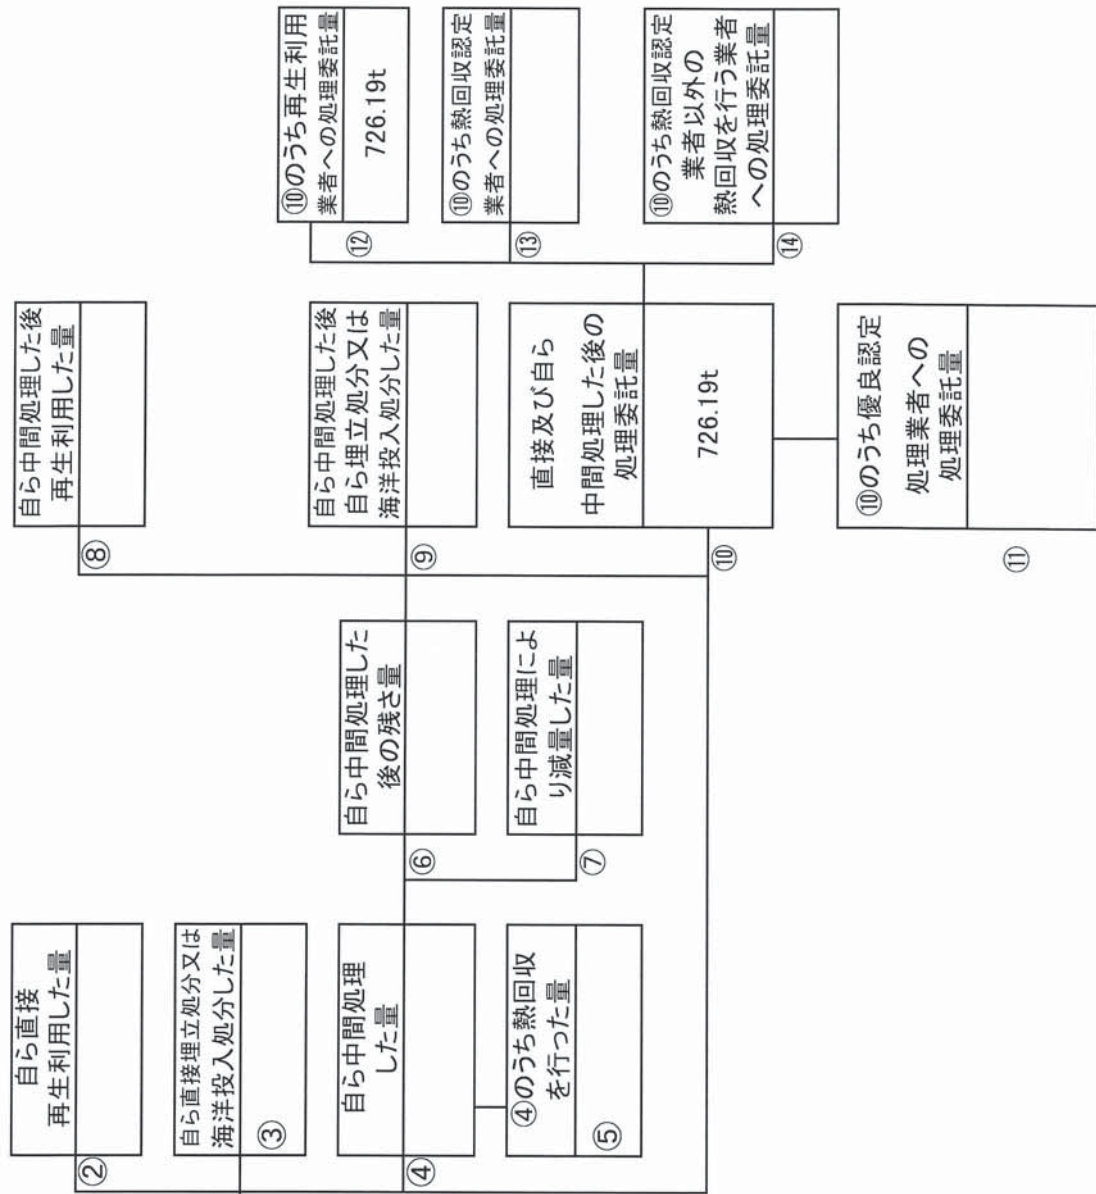 ②
自ら直接
再生利用した量
③
自ら直接埋立処分又は
海洋投入処分した量
④
自ら中間処理
した量
⑤
④のうち熱回収
を行った量
⑥
自ら中間処理した
後の残さ量
⑦
自ら中間処理によ
り減量した量
⑧
自ら中間処理した後
再生利用した量
⑨
自ら中間処理した後
自ら埋立処分又は
海洋投入処分した量
⑩
直接及び自ら
中間処理した後の
処理委託量
726.19t
⑪
⑩のうち優良認定
処理業者への
処理委託量
⑫
⑩のうち再生利用
業者への処理委託量
726.19t
⑬
⑩のうち熱回収認定
業者への処理委託量
⑭
⑩のうち熱回収認定
業者以外の
熱回収を行う業者
への処理委託量